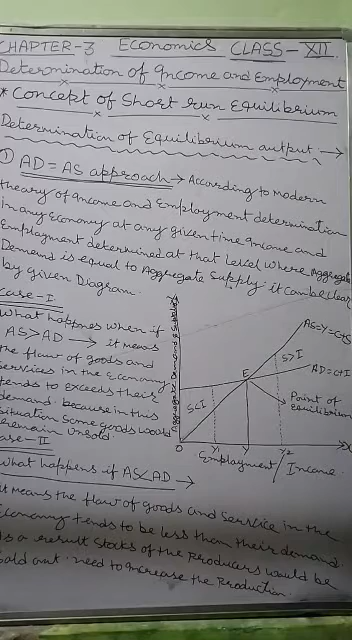 CHAPTER-3 Economics CLASS-XII
Determination of Income and Employment
* Concept of Short run Equilibrium
Determination of Equilibrium output →
① AD = AS approach → According to Modern
theory of Income and Employment determination
in any Economy at any given time Income and
Employment determined at that Level where Aggregate
Demand is equal to Aggregate Supply it can be clear
by given Diagram.
Case-I
What happnes when if
AS>AD → it means
the flow of goods and
services in the Economy
tends to exceeds their
demand. because in this
situation Some goods would
remain Unsold.
Case-II
What happens if AS<AD →
it Means the flow of goods and Service in the
Economy tends to be less than their demand.
As a result Stocks of the Producers would be
Sold out. need to increase the Production.
Y
Aggregate Demand & Supply
AS=Y=C+S
S>I
AD=C+I
E
Point of
Equilibrium
S<I
O Y1 Y Y2 X
Employment / Income